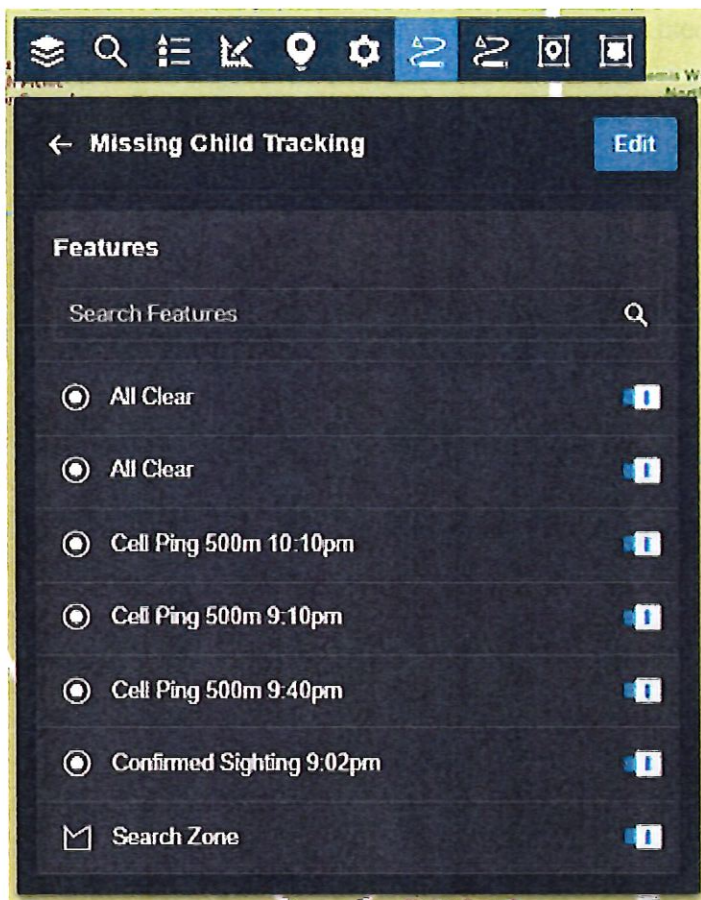 Missing Child Tracking
Edit
Features
Search Features
All Clear
All Clear
Cell Ping 500m 10:10pm
Cell Ping 500m 9:10pm
Cell Ping 500m 9:40pm
Confirmed Sighting 9:02pm
Search Zone